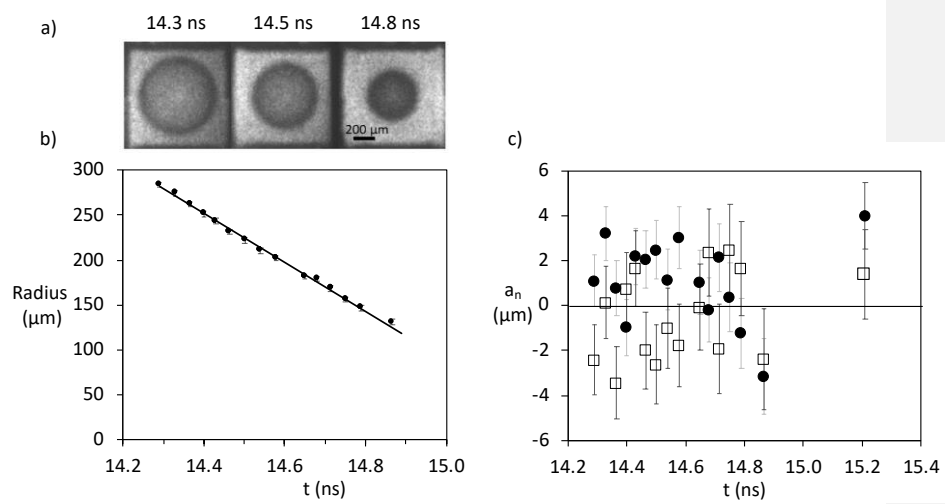 a)
14.3 ns 14.5 ns 14.8 ns
200 µm
b)
300
250
200
150
100
50
0
Radius
(µm)
14.2 14.4 14.6 14.8 15.0
t (ns)
c)
6
4
2
0
-2
-4
-6
aₙ
(µm)
14.2 14.4 14.6 14.8 15.0 15.2 15.4
t (ns)